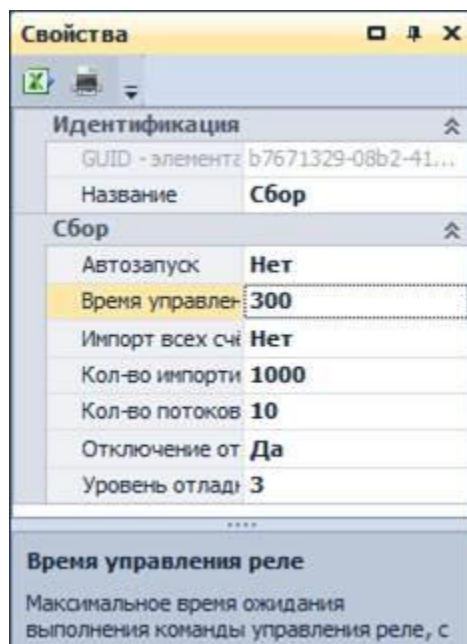 Свойства
Идентификация
GUID - элемента b7671329-08b2-41...
Название Сбор
Сбор
Автозапуск Нет
Время управлен 300
Импорт всех счё Нет
Кол-во импорти 1000
Кол-во потоков 10
Отключение от Да
Уровень отлад 3
Время управления реле
Максимальное время ожидания
выполнения команды управления реле, с